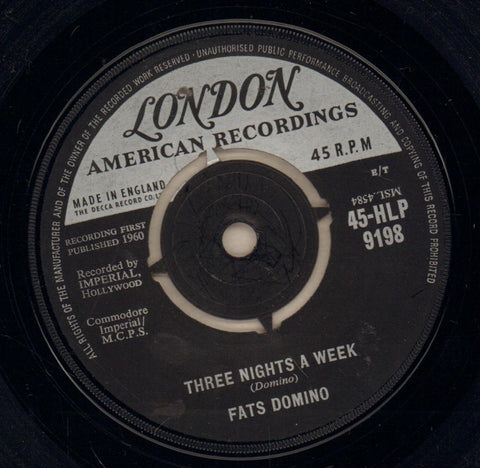 ALL RIGHTS OF THE MANUFACTURER AND OF THE OWNER OF THE RECORDED WORK RESERVED - UNAUTHORISED PUBLIC PERFORMANCE BROADCASTING AND COPYING OF THIS RECORD PROHIBITED
LONDON
AMERICAN RECORDINGS
45 R.P.M
MADE IN ENGLAND
THE DECCA RECORD CO. LT
E/T
MSL.4584
45-HLP
9198
RECORDING FIRST
PUBLISHED 1960
Recorded by
IMPERIAL,
HOLLYWOOD
Commodore
Imperial/
M.C.P.S.
THREE NIGHTS A WEEK
(Domino)
FATS DOMINO